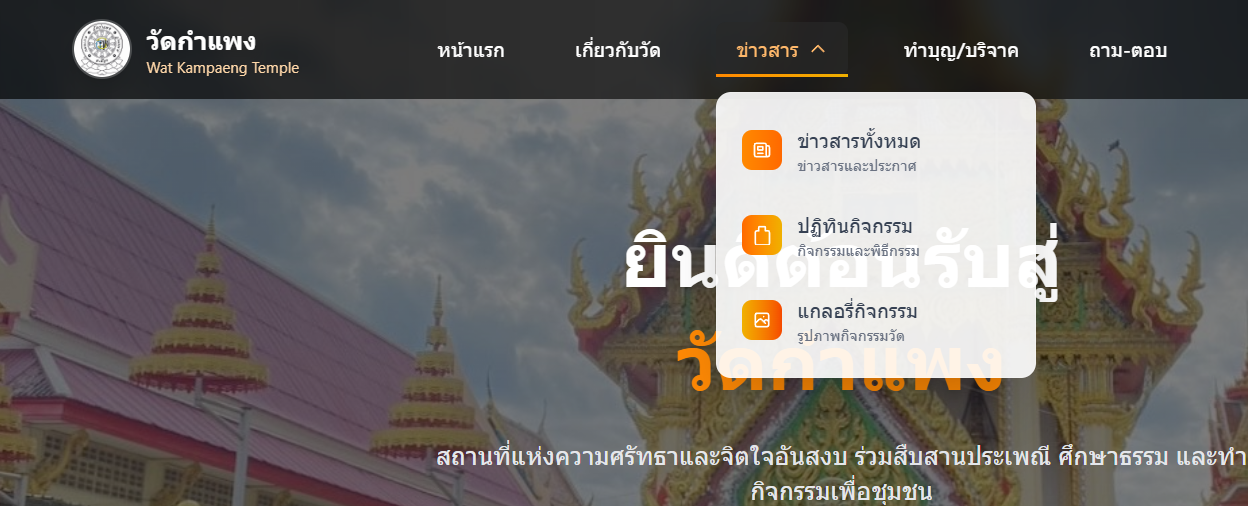 วัดกำแพง
Wat Kampaeng Temple
หน้าแรก
เกี่ยวกับวัด
ข่าวสาร
ทำบุญ/บริจาค
ถาม-ตอบ
ข่าวสารทั้งหมด
ข่าวสารและประกาศ
ปฏิทินกิจกรรม
กิจกรรมและพิธีกรรม
แกลอรี่กิจกรรม
รูปภาพกิจกรรมวัด
ยินดีต้อนรับสู่
วัดกำแพง
สถานที่แห่งความศรัทธาและจิตใจอันสงบ ร่วมสืบสานประเพณี ศึกษาธรรม และทำ
กิจกรรมเพื่อชุมชน